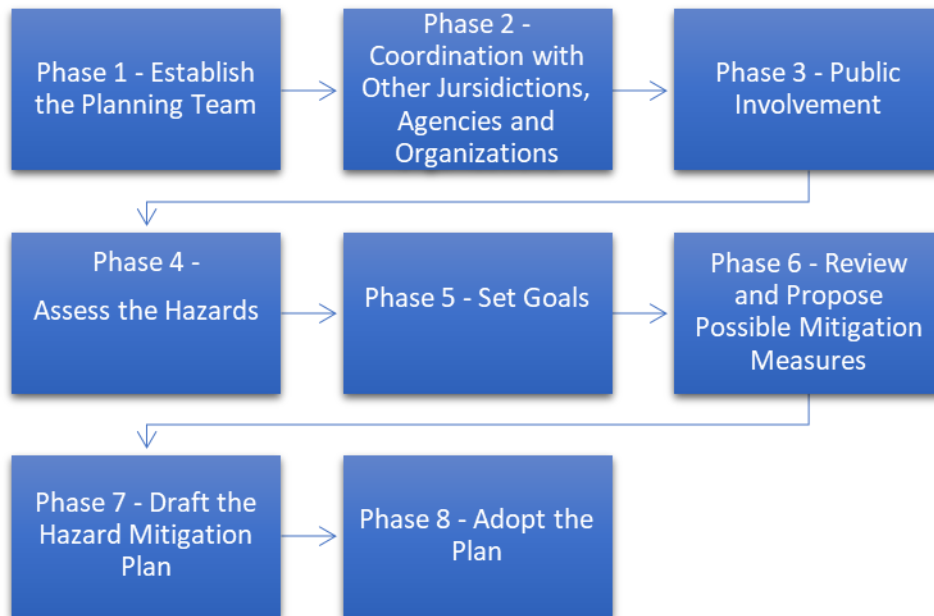 Phase 1 - Establish
the Planning Team
Phase 2 -
Coordination with
Other Jursidictions,
Agencies and
Organizations
Phase 3 - Public
Involvement
Phase 4 -
Assess the Hazards
Phase 5 - Set Goals
Phase 6 - Review
and Propose
Possible Mitigation
Measures
Phase 7 - Draft the
Hazard Mitigation
Plan
Phase 8 - Adopt the
Plan